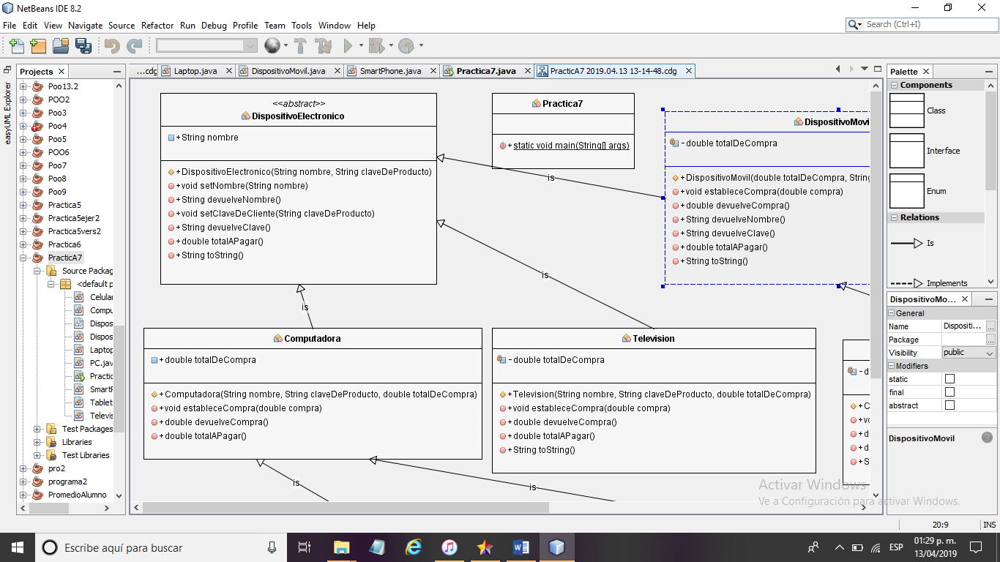 NetBeans IDE 8.2
File Edit View Navigate Source Refactor Run Debug Profile Team Tools Window Help
Search (Ctrl+I)
easyUML Explorer
Projects
Poo13.2
POO2
Poo3
Poo4
Poo5
POO6
Poo7
Poo8
Poo9
Practica5
Practica5ejer2
Practica5vers2
Practica6
PracticA7
Source Packag
<default p
Celular
Compu
Dispos
Dispos
Laptop
PC.jav
Practic
SmartP
Tablet
Televis
Test Packages
Libraries
Test Libraries
pro2
programa2
PromedioAlumno
...cdg Laptop.java DispositivoMovil.java SmartPhone.java Practica7.java PracticA7 2019.04.13 13-14-48.cdg
<<abstract>>
DispositivoElectronico
+ String nombre
+ DispositivoElectronico(String nombre, String claveDeProducto)
+ void setNombre(String nombre)
+ String devuelveNombre()
+ void setClaveDeCliente(String claveDeProducto)
+ String devuelveClave()
+ double totalAPagar()
+ String toString()
Practica7
+ static void main(String[] args)
is
DispositivoMovi
- double totalDeCompra
+ DispositivoMovil(double totalDeCompra, String
+ void estableceCompra(double compra)
+ double devuelveCompra()
+ String devuelveNombre()
+ String devuelveClave()
+ double totalAPagar()
+ String toString()
is
is
Computadora
+ double totalDeCompra
+ Computadora(String nombre, String claveDeProducto, double totalDeCompra)
+ void estableceCompra(double compra)
+ double devuelveCompra()
+ double totalAPagar()
is
is
Television
- double totalDeCompra
+ Television(String nombre, String claveDeProducto, double totalDeCompra)
+ void estableceCompra(double compra)
+ double devuelveCompra()
+ double totalAPagar()
+ String toString()
- d
+ C
+ vo
+ d
+ d
+ S
Palette
Components
Class
Interface
Enum
Relations
Is
Implements
DispositivoMo...
General
Name Dispositi... ...
Package ...
Visibility public
Modifiers
static
final
abstract
DispositivoMovil
Activar Windows
Ve a Configuración para activar Windows.
20:9 INS
Escribe aquí para buscar
ESP
01:29 p. m.
13/04/2019